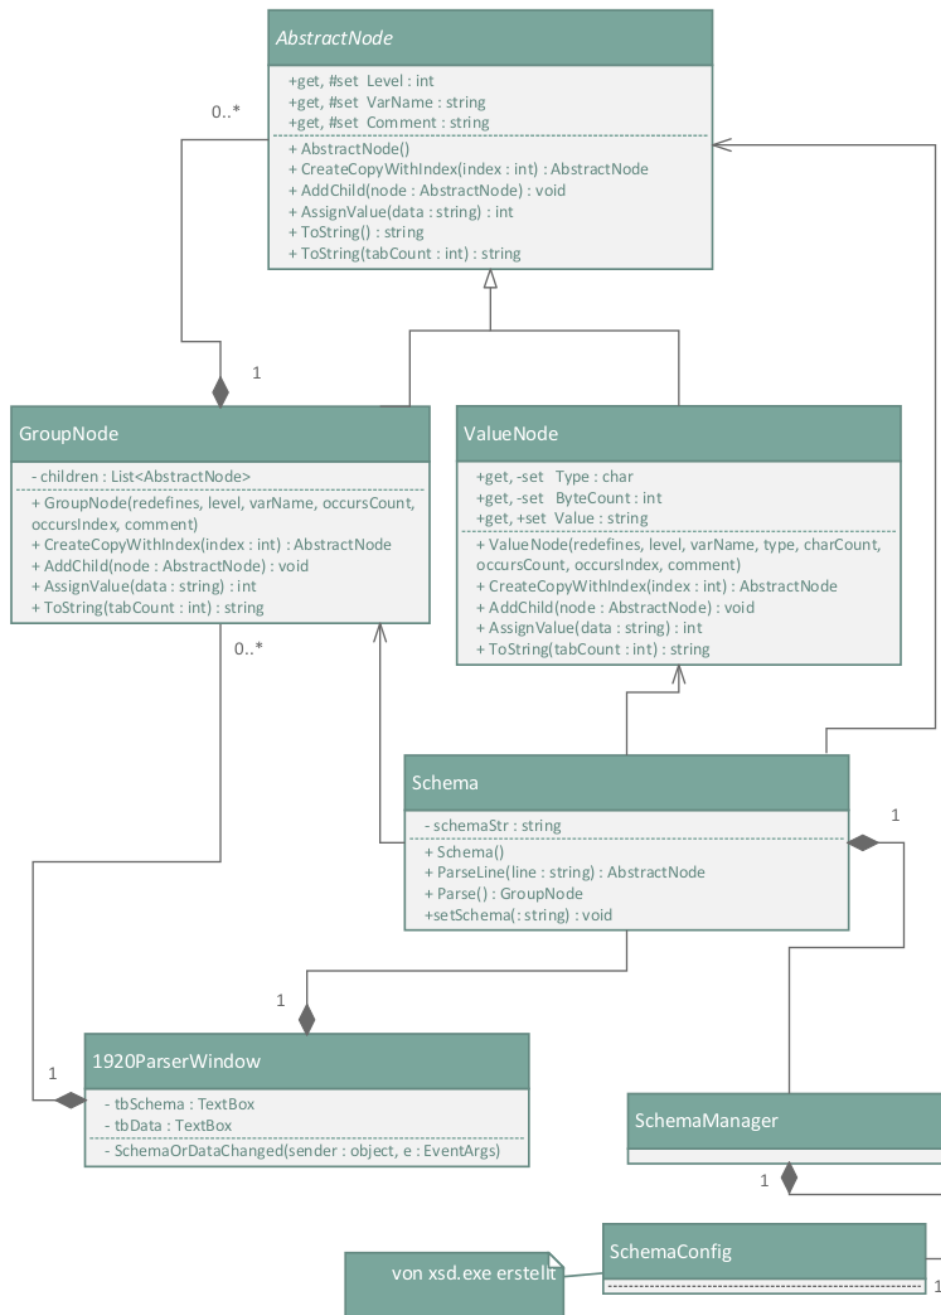 AbstractNode
+get, #set Level : int
+get, #set VarName : string
+get, #set Comment : string
+ AbstractNode()
+ CreateCopyWithIndex(index : int) : AbstractNode
+ AddChild(node : AbstractNode) : void
+ AssignValue(data : string) : int
+ ToString() : string
+ ToString(tabCount : int) : string
0..*
1
GroupNode
- children : List<AbstractNode>
+ GroupNode(redefines, level, varName, occursCount,
occursIndex, comment)
+ CreateCopyWithIndex(index : int) : AbstractNode
+ AddChild(node : AbstractNode) : void
+ AssignValue(data : string) : int
+ ToString(tabCount : int) : string
0..*
ValueNode
+get, -set Type : char
+get, -set ByteCount : int
+get, +set Value : string
+ ValueNode(redefines, level, varName, type, charCount,
occursCount, occursIndex, comment)
+ CreateCopyWithIndex(index : int) : AbstractNode
+ AddChild(node : AbstractNode) : void
+ AssignValue(data : string) : int
+ ToString(tabCount : int) : string
Schema
- schemaStr : string
+ Schema()
+ ParseLine(line : string) : AbstractNode
+ Parse() : GroupNode
+setSchema(: string) : void
1
1
1
1920ParserWindow
- tbSchema : TextBox
- tbData : TextBox
- SchemaOrDataChanged(sender : object, e : EventArgs)
SchemaManager
1
SchemaConfig
1
von xsd.exe erstellt